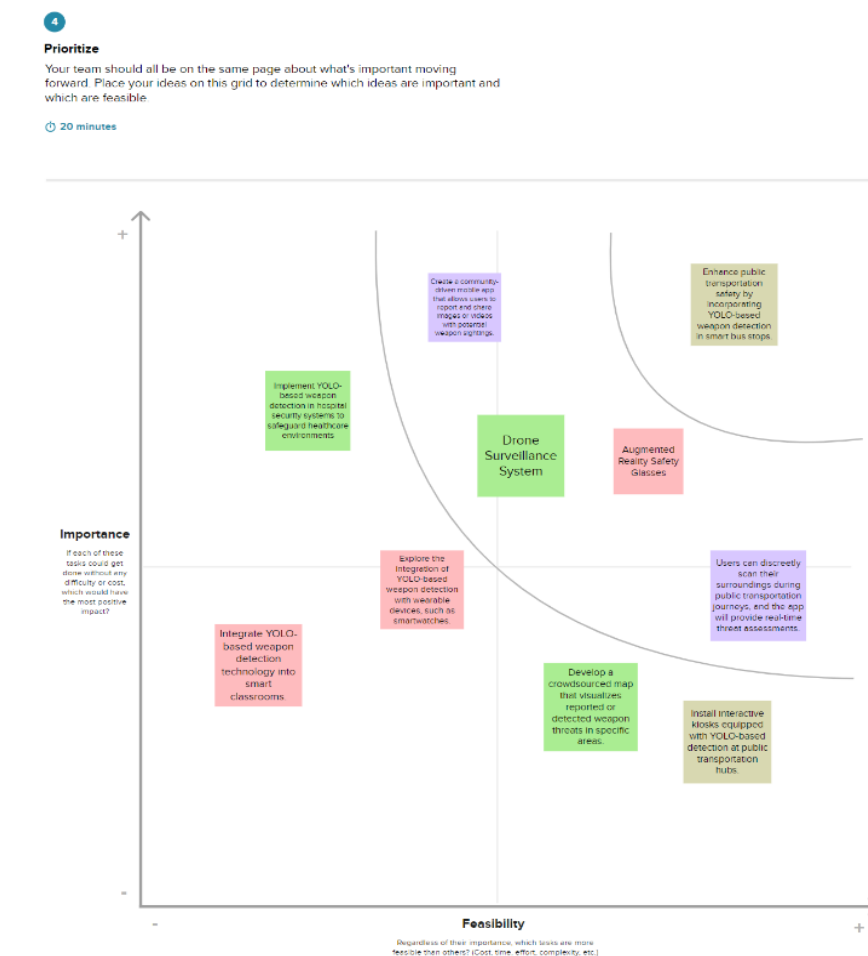 4
Prioritize
Your team should all be on the same page about what's important moving
forward. Place your ideas on this grid to determine which ideas are important and
which are feasible.
20 minutes
+
Create a community-
driven mobile app
that allows users to
report and share
images or videos
with potential
weapon sightings.
Enhance public
transportation
safety by
incorporating
YOLO-based
weapon detection
in smart bus stops.
Implement YOLO-
based weapon
detection in hospital
security systems to
safeguard healthcare
environments
Drone
Surveillance
System
Augmented
Reality Safety
Glasses
Importance
If each of these
tasks could get
done without any
difficulty or cost,
which would have
the most positive
impact?
Explore the
integration of
YOLO-based
weapon detection
with wearable
devices, such as
smartwatches.
Users can discreetly
scan their
surroundings during
public transportation
journeys, and the app
will provide real-time
threat assessments.
Integrate YOLO-
based weapon
detection
technology into
smart
classrooms.
Develop a
crowdsourced map
that visualizes
reported or
detected weapon
threats in specific
areas.
Install interactive
kiosks equipped
with YOLO-based
detection at public
transportation
hubs.
-
-
Feasibility
+
Regardless of their importance, which tasks are more
feasible than others? (Cost, time, effort, complexity, etc.)